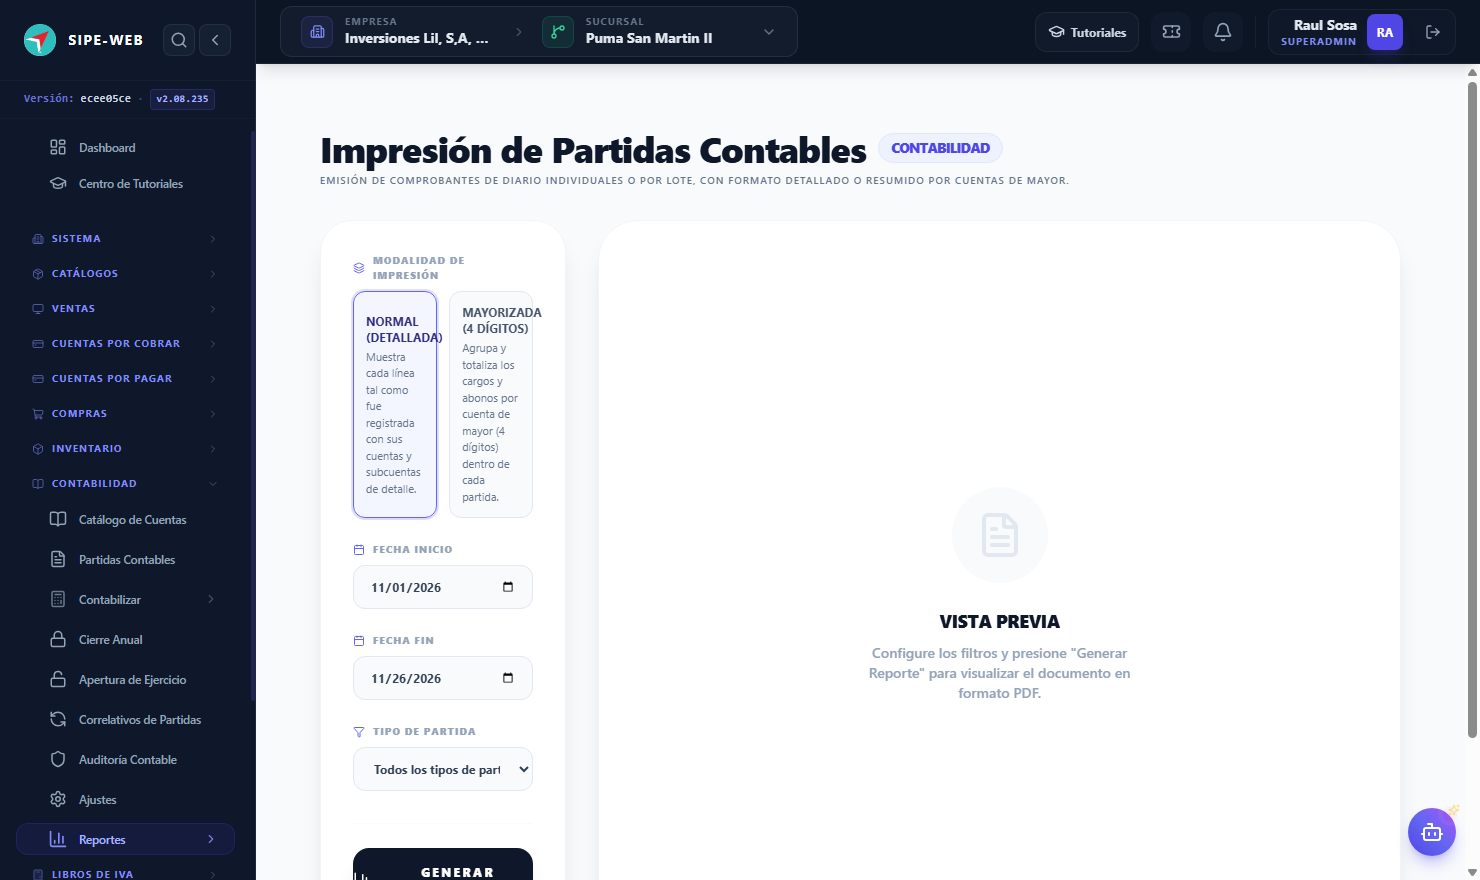 SIPE-WEB
Versión: ecee05ce · v2.08.235
Dashboard
Centro de Tutoriales
SISTEMA
CATÁLOGOS
VENTAS
CUENTAS POR COBRAR
CUENTAS POR PAGAR
COMPRAS
INVENTARIO
CONTABILIDAD
Catálogo de Cuentas
Partidas Contables
Contabilizar
Cierre Anual
Apertura de Ejercicio
Correlativos de Partidas
Auditoría Contable
Ajustes
Reportes
LIBROS DE IVA
EMPRESA
Inversiones Lil, S,A, ...
SUCURSAL
Puma San Martin II
Tutoriales
Raul Sosa
SUPERADMIN
RA
Impresión de Partidas Contables
CONTABILIDAD
EMISIÓN DE COMPROBANTES DE DIARIO INDIVIDUALES O POR LOTE, CON FORMATO DETALLADO O RESUMIDO POR CUENTAS DE MAYOR.
MODALIDAD DE
IMPRESIÓN
NORMAL
(DETALLADA)
Muestra
cada línea
tal como
fue
registrada
con sus
cuentas y
subcuentas
de detalle.
MAYORIZADA
(4 DÍGITOS)
Agrupa y
totaliza los
cargos y
abonos por
cuenta de
mayor (4
dígitos)
dentro de
cada
partida.
FECHA INICIO
11/01/2026
FECHA FIN
11/26/2026
TIPO DE PARTIDA
Todos los tipos de part
GENERAR
VISTA PREVIA
Configure los filtros y presione "Generar
Reporte" para visualizar el documento en
formato PDF.